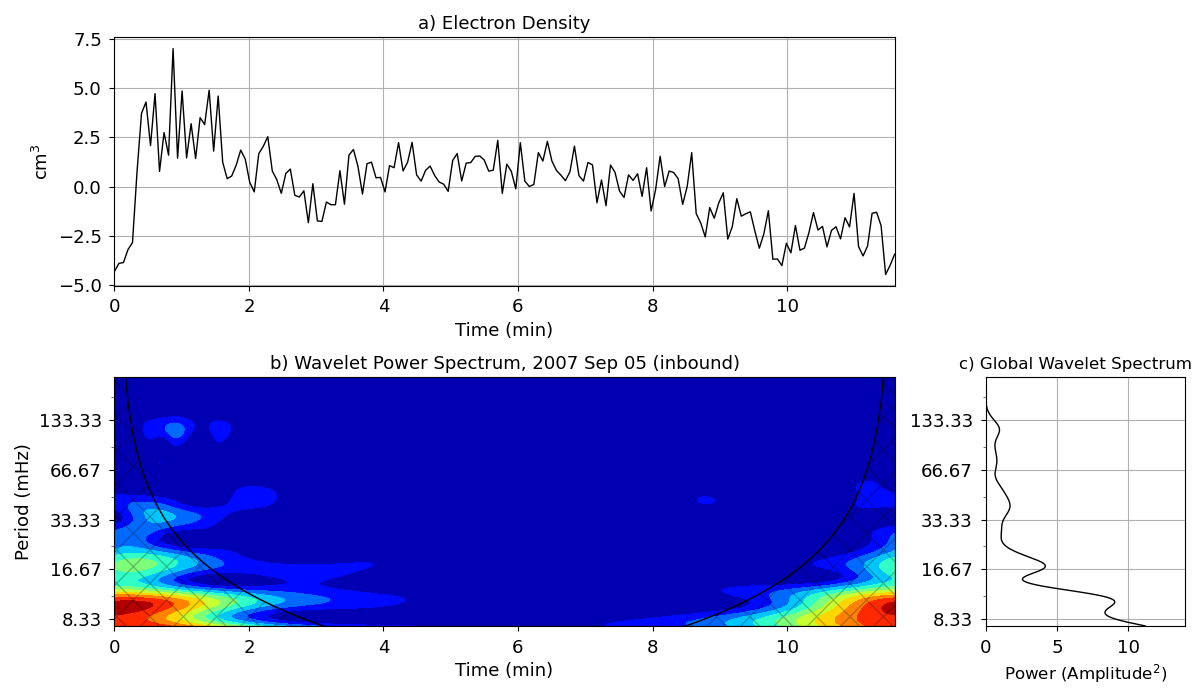 a) Electron Density
7.5
5.0
2.5
0.0
−2.5
−5.0
cm³
0 2 4 6 8 10
Time (min)
b) Wavelet Power Spectrum, 2007 Sep 05 (inbound)
133.33
66.67
33.33
16.67
8.33
Period (mHz)
0 2 4 6 8 10
Time (min)
c) Global Wavelet Spectrum
133.33
66.67
33.33
16.67
8.33
0 5 10
Power (Amplitude²)